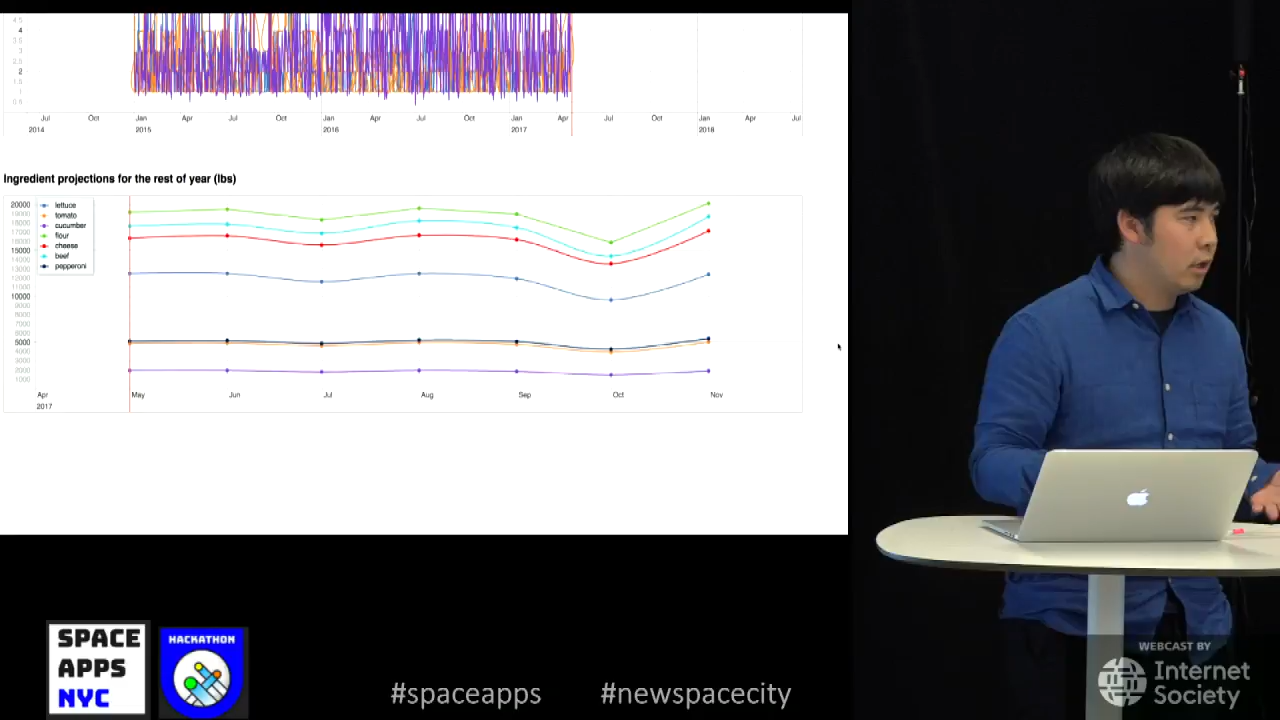 4.5
4
3.5
3
2.5
2
1.5
1
0.5
Jul Oct Jan Apr Jul Oct Jan Apr Jul Oct Jan Apr Jul Oct Jan Apr Jul
2014 2015 2016 2017 2018
Ingredient projections for the rest of year (lbs)
lettuce
tomato
cucumber
flour
cheese
beef
pepperoni
20000
19000
18000
17000
16000
15000
14000
13000
12000
11000
10000
9000
8000
7000
6000
5000
4000
3000
2000
1000
Apr May Jun Jul Aug Sep Oct Nov
2017
SPACE
APPS
NYC
HACKATHON
#spaceapps #newspacecity
WEBCAST BY
Internet
Society